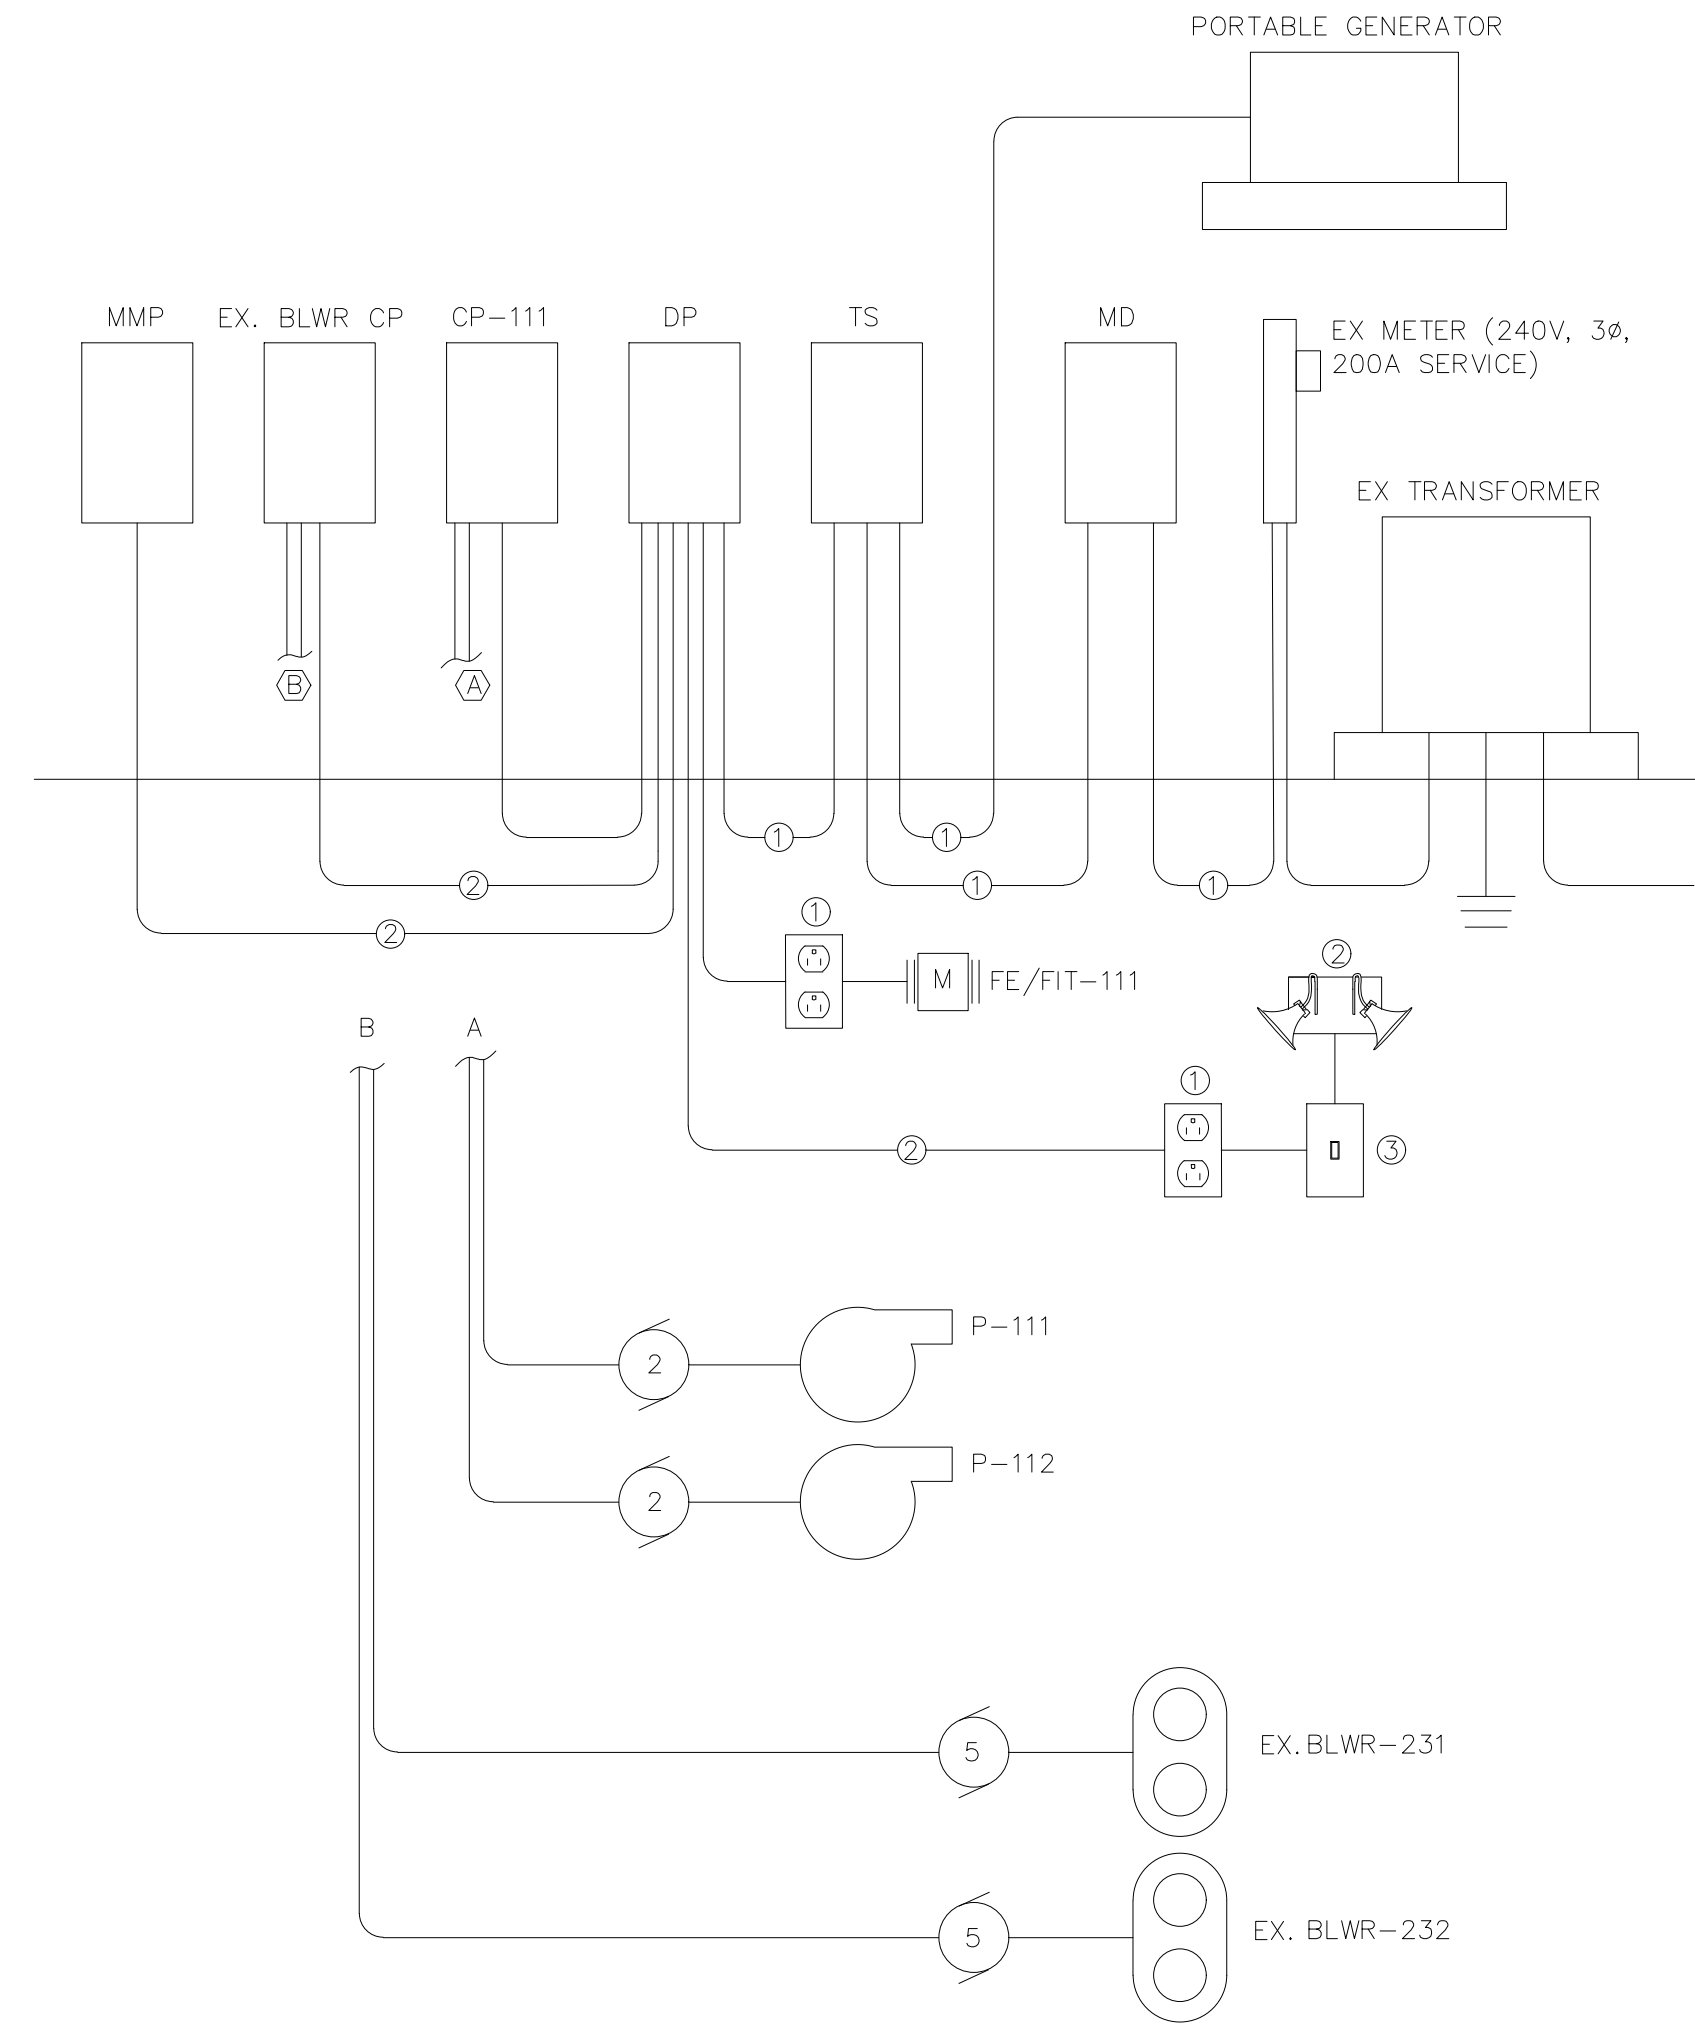 PORTABLE GENERATOR
MMP
EX. BLWR CP
CP-111
DP
TS
MD
EX METER (240V, 3ø,
200A SERVICE)
EX TRANSFORMER
B
A
1
1
2
1
1
2
1
M
FE/FIT-111
2
B
A
1
2
3
P-111
2
P-112
2
5
EX. BLWR-231
5
EX. BLWR-232